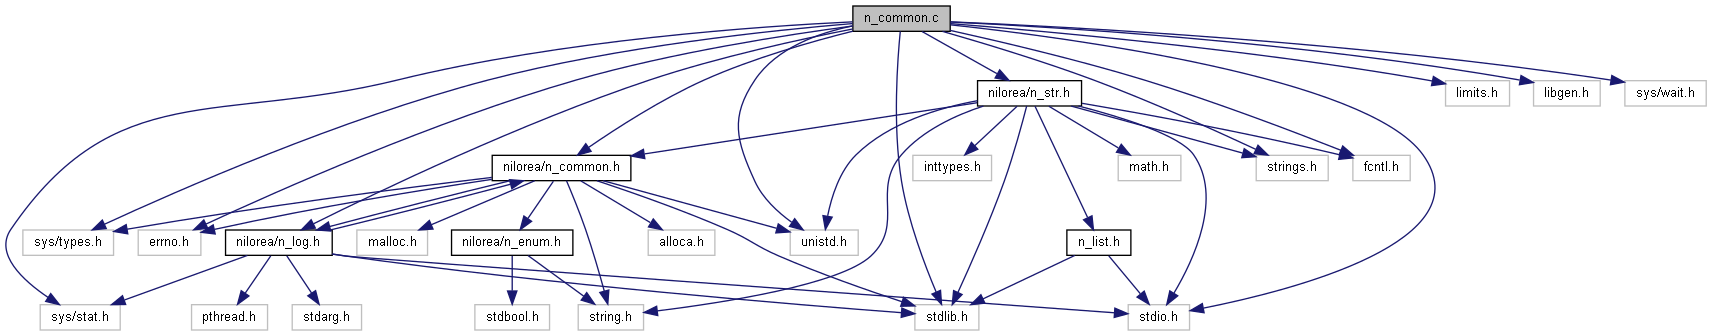 n_common.c
nilorea/n_str.h
limits.h
libgen.h
sys/wait.h
nilorea/n_common.h
inttypes.h
math.h
strings.h
fcntl.h
sys/types.h
errno.h
nilorea/n_log.h
malloc.h
nilorea/n_enum.h
alloca.h
unistd.h
n_list.h
sys/stat.h
pthread.h
stdarg.h
stdbool.h
string.h
stdlib.h
stdio.h